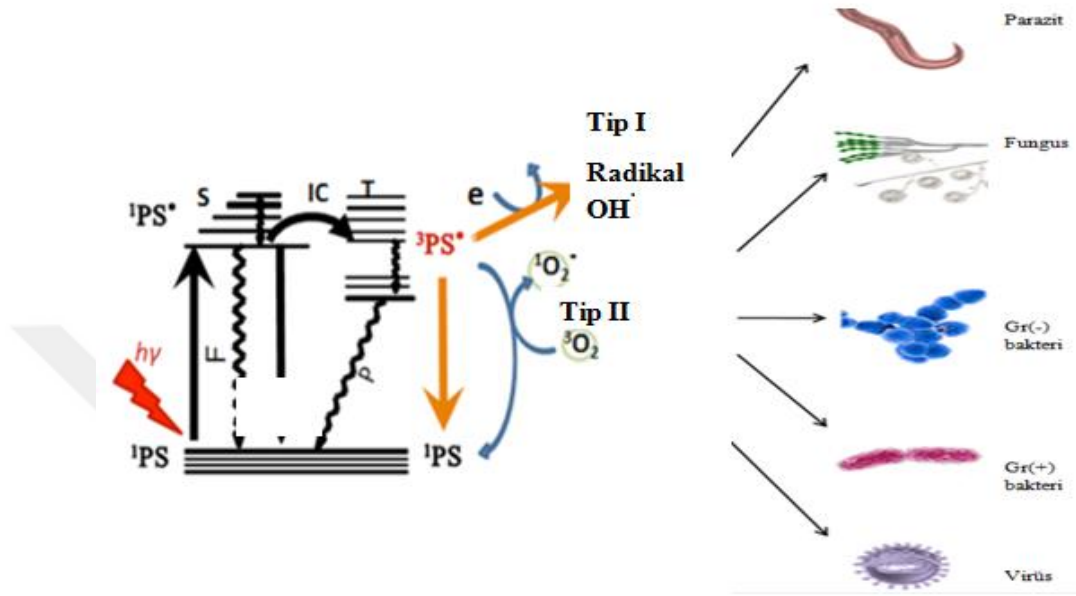 Tip I
Radikal
OH·
e
S
IC
T
¹PS•
³PS•
¹O₂•
Tip II
³O₂
hγ
F
P
¹PS
¹PS
Parazit
Fungus
Gr(-)
bakteri
Gr(+)
bakteri
Virüs